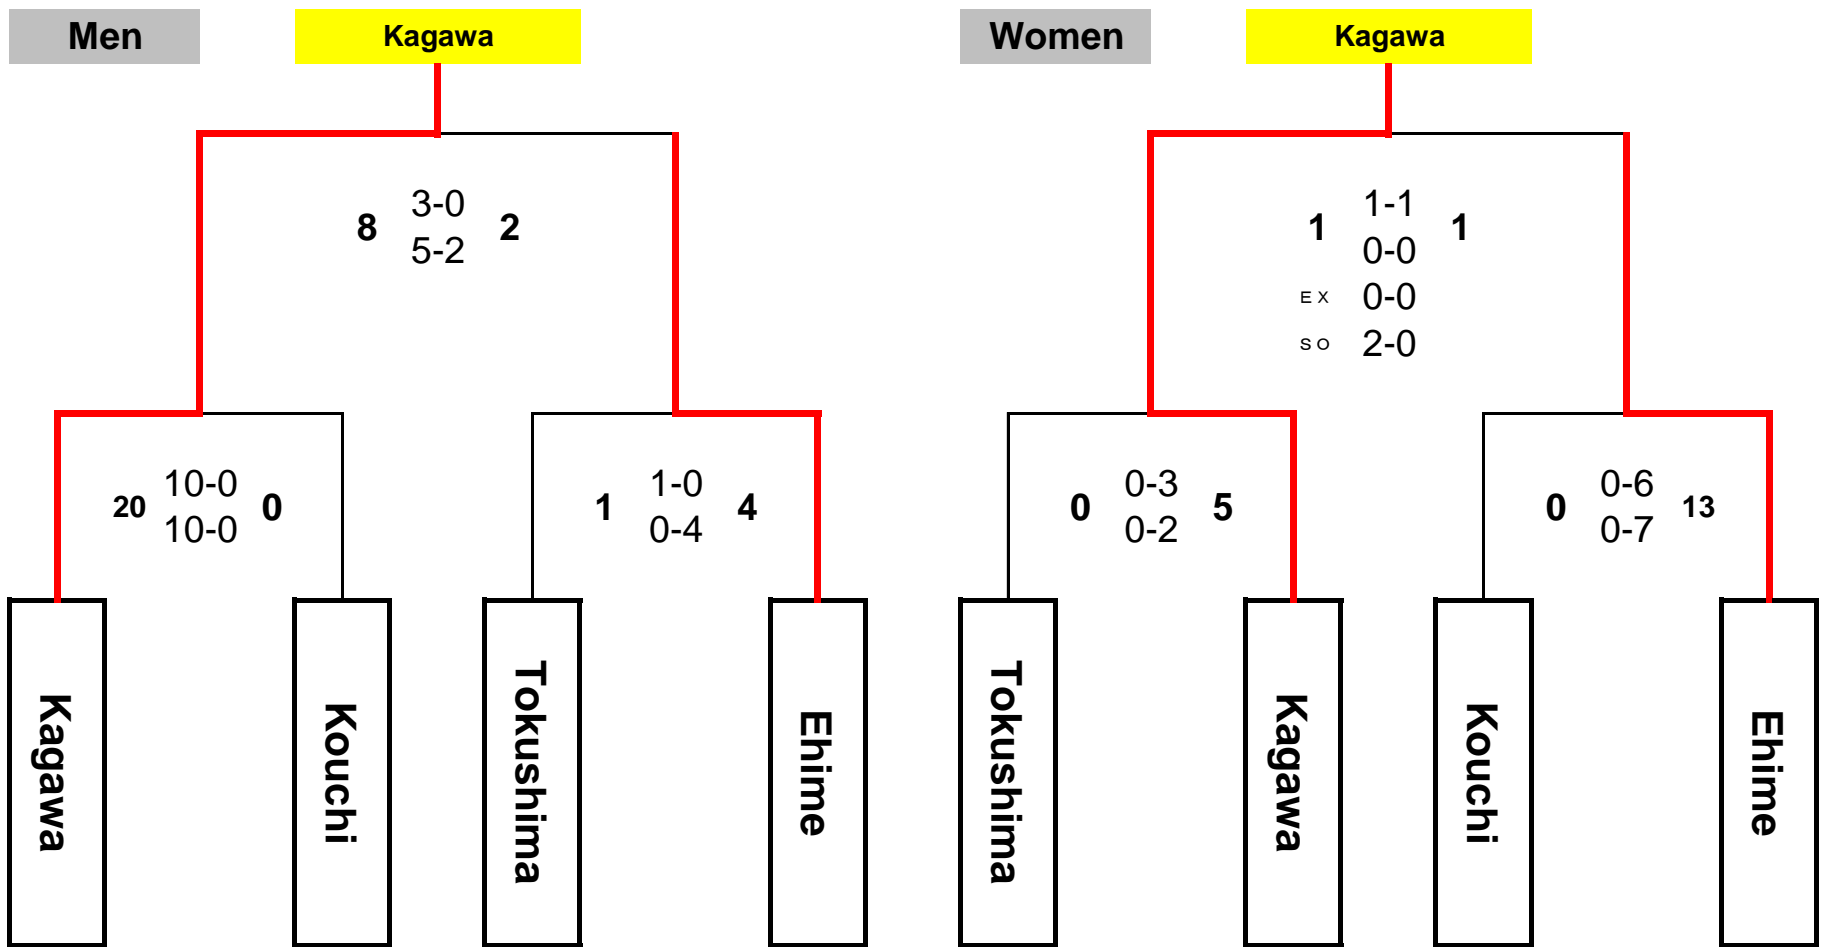 Men
Kagawa
Women
Kagawa
8 3-0 2
5-2
1 1-1 1
0-0
EX 0-0
SO 2-0
20 10-0 0
10-0
1 1-0 4
0-4
0 0-3 5
0-2
0 0-6 13
0-7
Kagawa
Kouchi
Tokushima
Ehime
Tokushima
Kagawa
Kouchi
Ehime